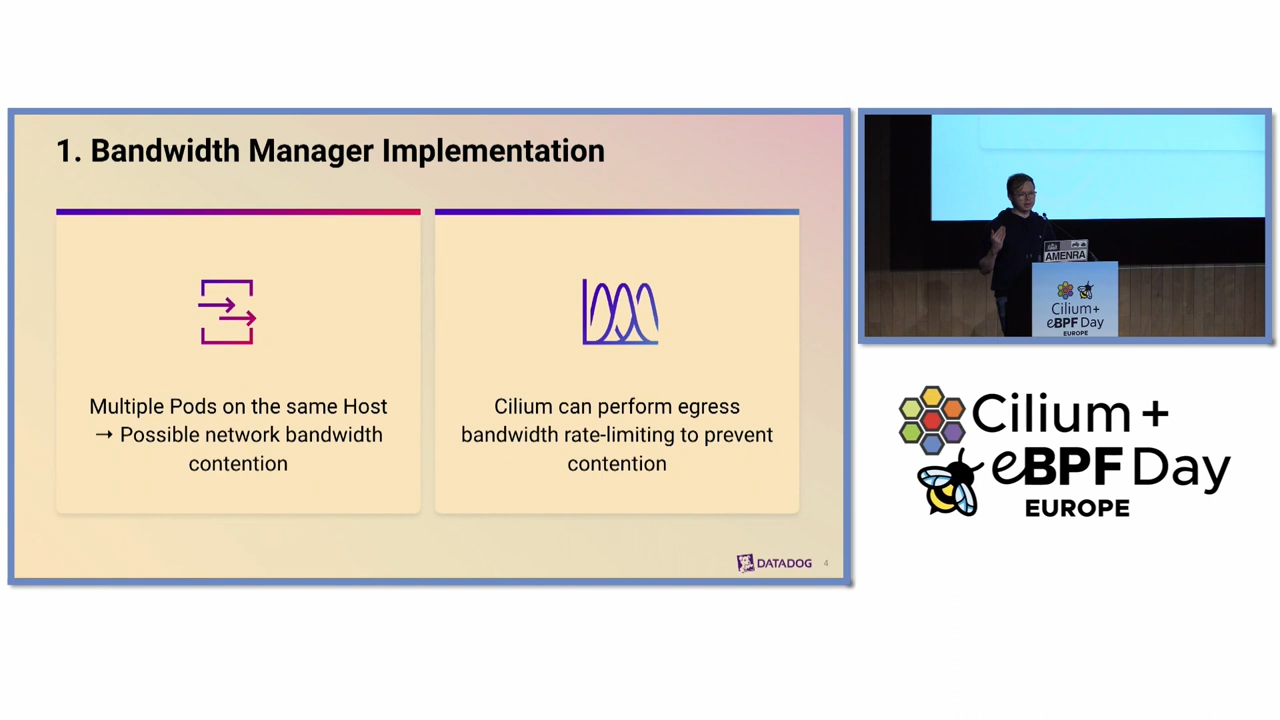 1. Bandwidth Manager Implementation
Multiple Pods on the same Host
→ Possible network bandwidth
contention
Cilium can perform egress
bandwidth rate-limiting to prevent
contention
DATADOG
4
AMENRA
Cilium+
eBPF Day
EUROPE
Cilium +
eBPF Day
EUROPE